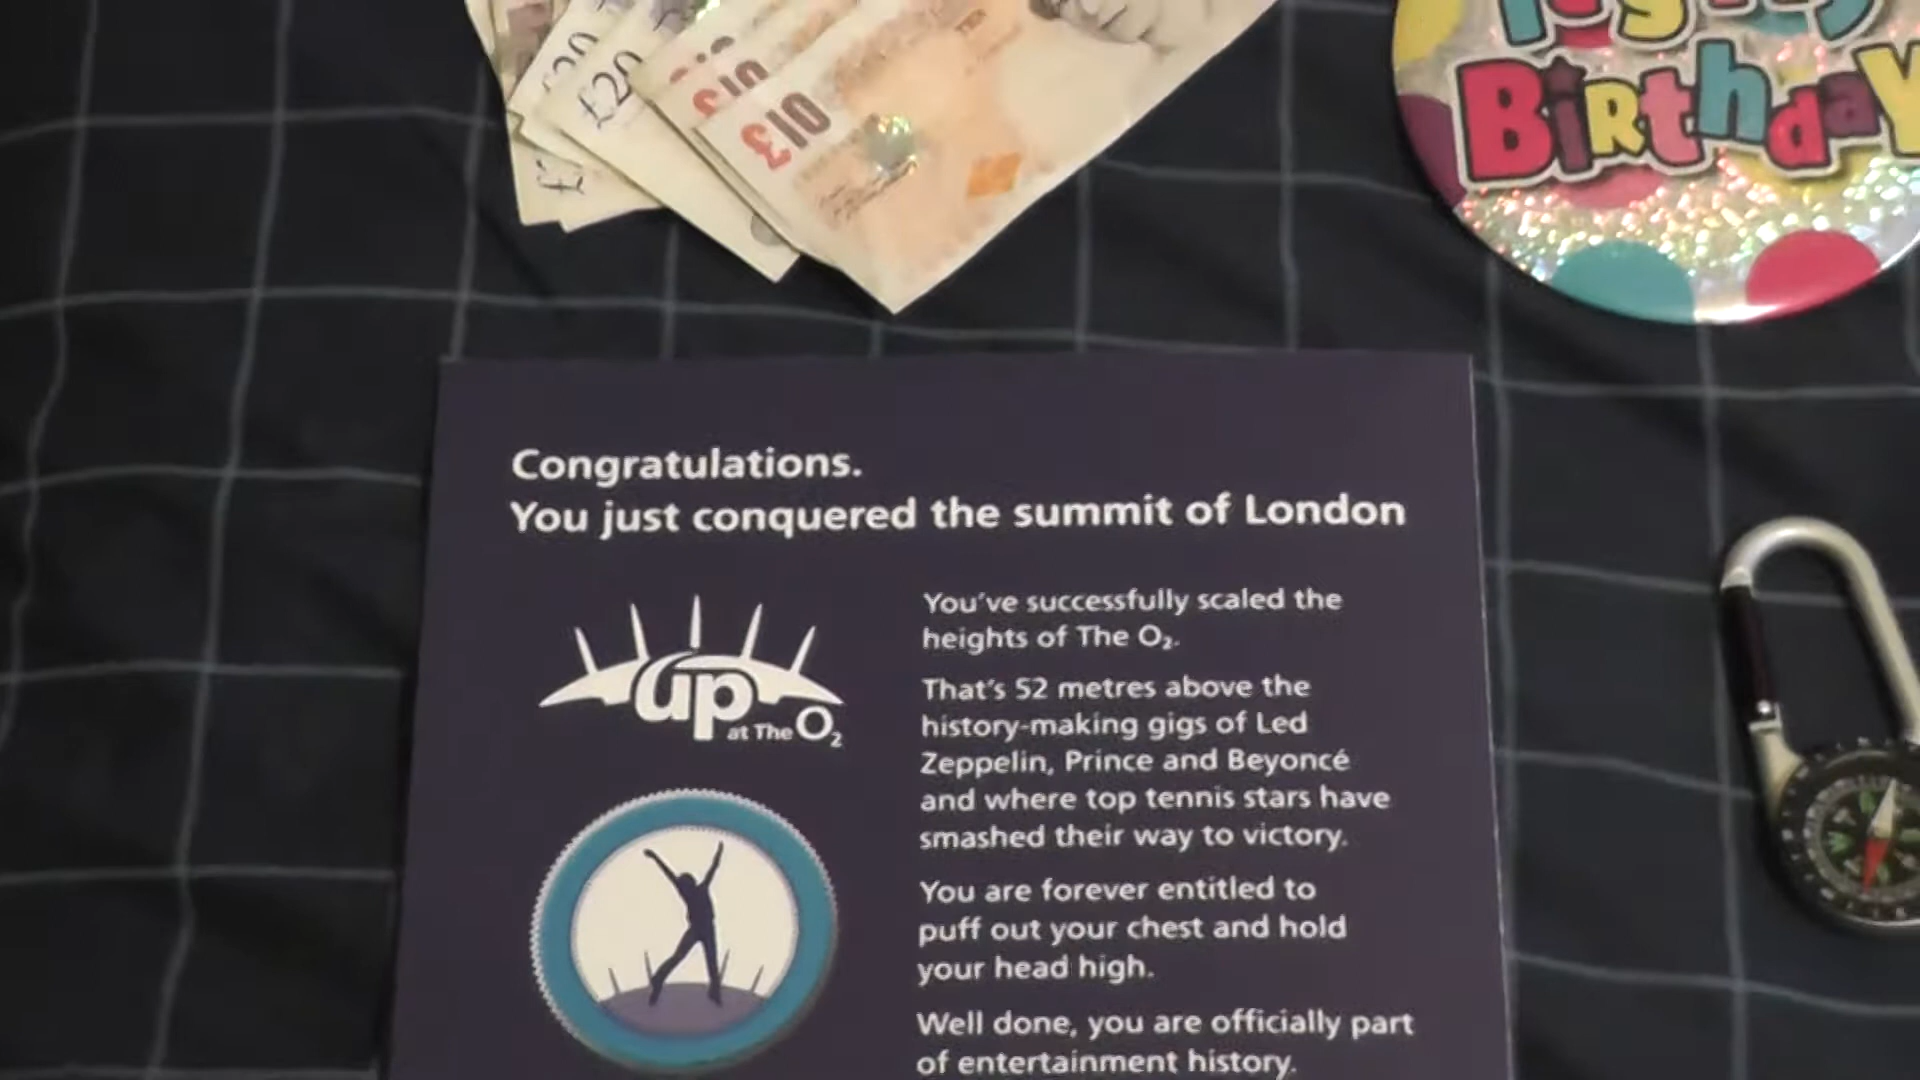 £20
£20
£10
£10
Birthday
Congratulations.
You just conquered the summit of London
up
at The O₂
You've successfully scaled the
heights of The O₂.
That's 52 metres above the
history-making gigs of Led
Zeppelin, Prince and Beyoncé
and where top tennis stars have
smashed their way to victory.
You are forever entitled to
puff out your chest and hold
your head high.
Well done, you are officially part
of entertainment history.